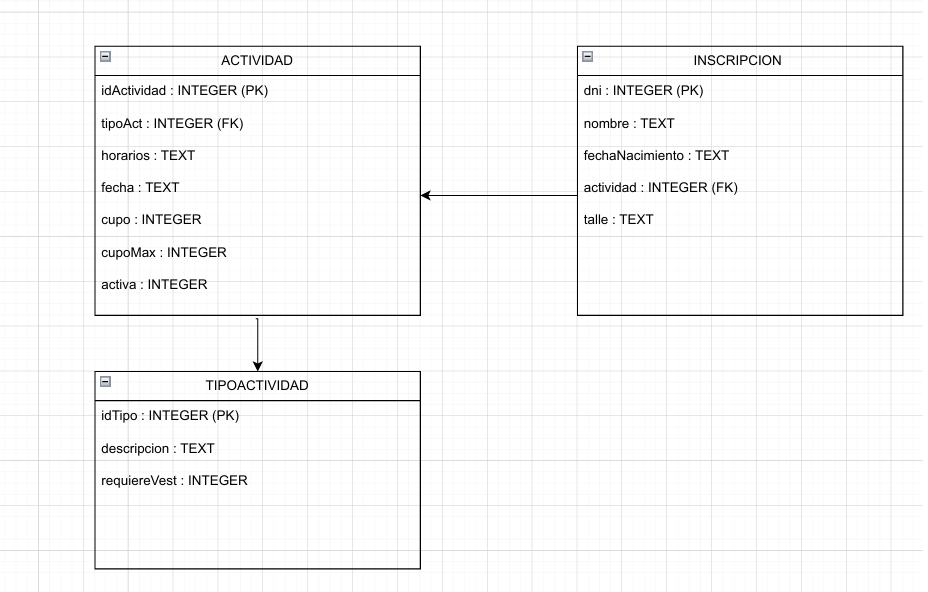 ACTIVIDAD
idActividad : INTEGER (PK)
tipoAct : INTEGER (FK)
horarios : TEXT
fecha : TEXT
cupo : INTEGER
cupoMax : INTEGER
activa : INTEGER
INSCRIPCION
dni : INTEGER (PK)
nombre : TEXT
fechaNacimiento : TEXT
actividad : INTEGER (FK)
talle : TEXT
TIPOACTIVIDAD
idTipo : INTEGER (PK)
descripcion : TEXT
requiereVest : INTEGER